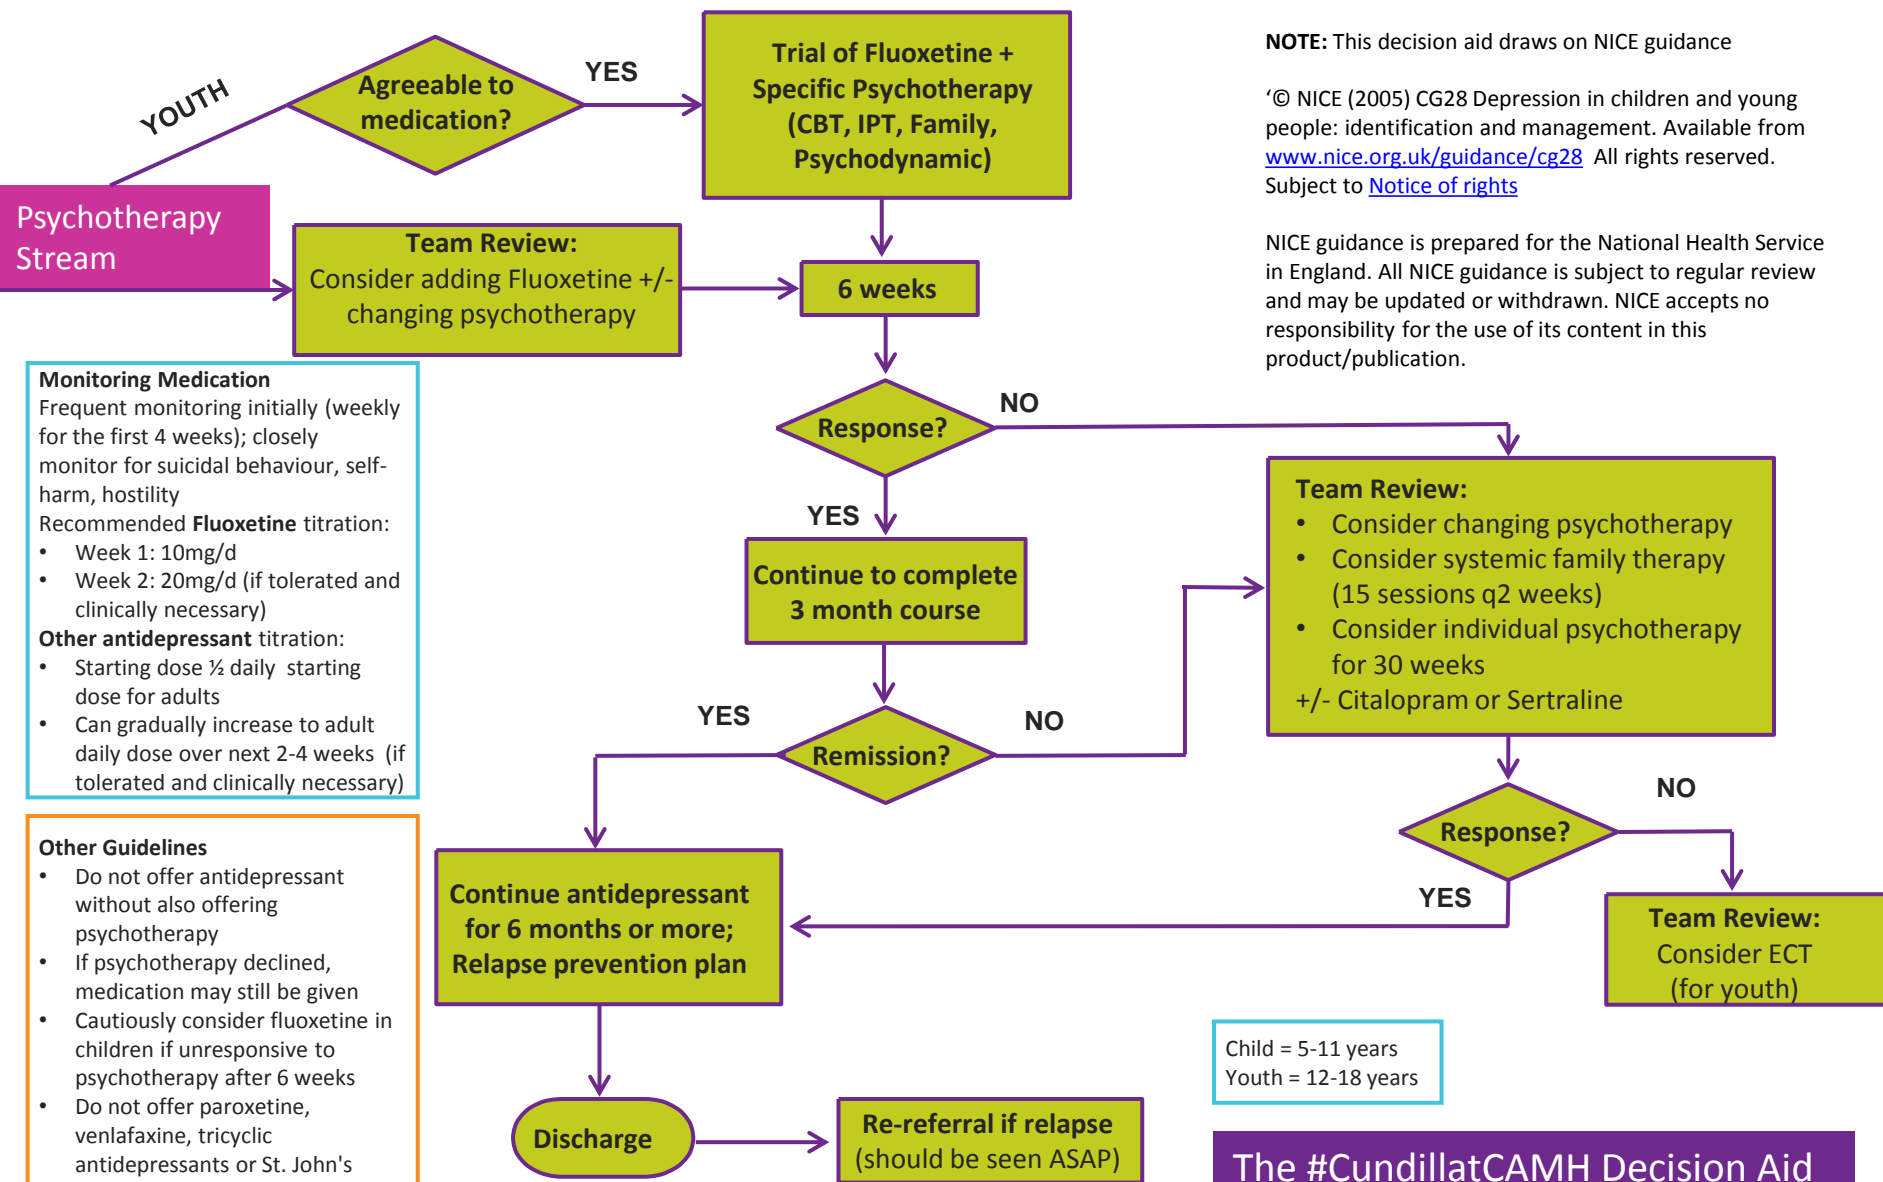 YOUTH
Agreeable to
medication?
YES
Trial of Fluoxetine +
Specific Psychotherapy
(CBT, IPT, Family,
Psychodynamic)
NOTE: This decision aid draws on NICE guidance
‘© NICE (2005) CG28 Depression in children and young
people: identification and management. Available from
www.nice.org.uk/guidance/cg28 All rights reserved.
Subject to Notice of rights
NICE guidance is prepared for the National Health Service
in England. All NICE guidance is subject to regular review
and may be updated or withdrawn. NICE accepts no
responsibility for the use of its content in this
product/publication.
Psychotherapy
Stream
Team Review:
Consider adding Fluoxetine +/-
changing psychotherapy
6 weeks
Monitoring Medication
Frequent monitoring initially (weekly
for the first 4 weeks); closely
monitor for suicidal behaviour, self-
harm, hostility
Recommended Fluoxetine titration:
• Week 1: 10mg/d
• Week 2: 20mg/d (if tolerated and
clinically necessary)
Other antidepressant titration:
• Starting dose ½ daily starting
dose for adults
• Can gradually increase to adult
daily dose over next 2-4 weeks (if
tolerated and clinically necessary)
Response?
NO
YES
Continue to complete
3 month course
Team Review:
• Consider changing psychotherapy
• Consider systemic family therapy
(15 sessions q2 weeks)
• Consider individual psychotherapy
for 30 weeks
+/- Citalopram or Sertraline
YES
Remission?
NO
Response?
NO
YES
Other Guidelines
• Do not offer antidepressant
without also offering
psychotherapy
• If psychotherapy declined,
medication may still be given
• Cautiously consider fluoxetine in
children if unresponsive to
psychotherapy after 6 weeks
• Do not offer paroxetine,
venlafaxine, tricyclic
antidepressants or St. John's
Continue antidepressant
for 6 months or more;
Relapse prevention plan
Team Review:
Consider ECT
(for youth)
Child = 5-11 years
Youth = 12-18 years
Discharge
Re-referral if relapse
(should be seen ASAP)
The #CundillatCAMH Decision Aid